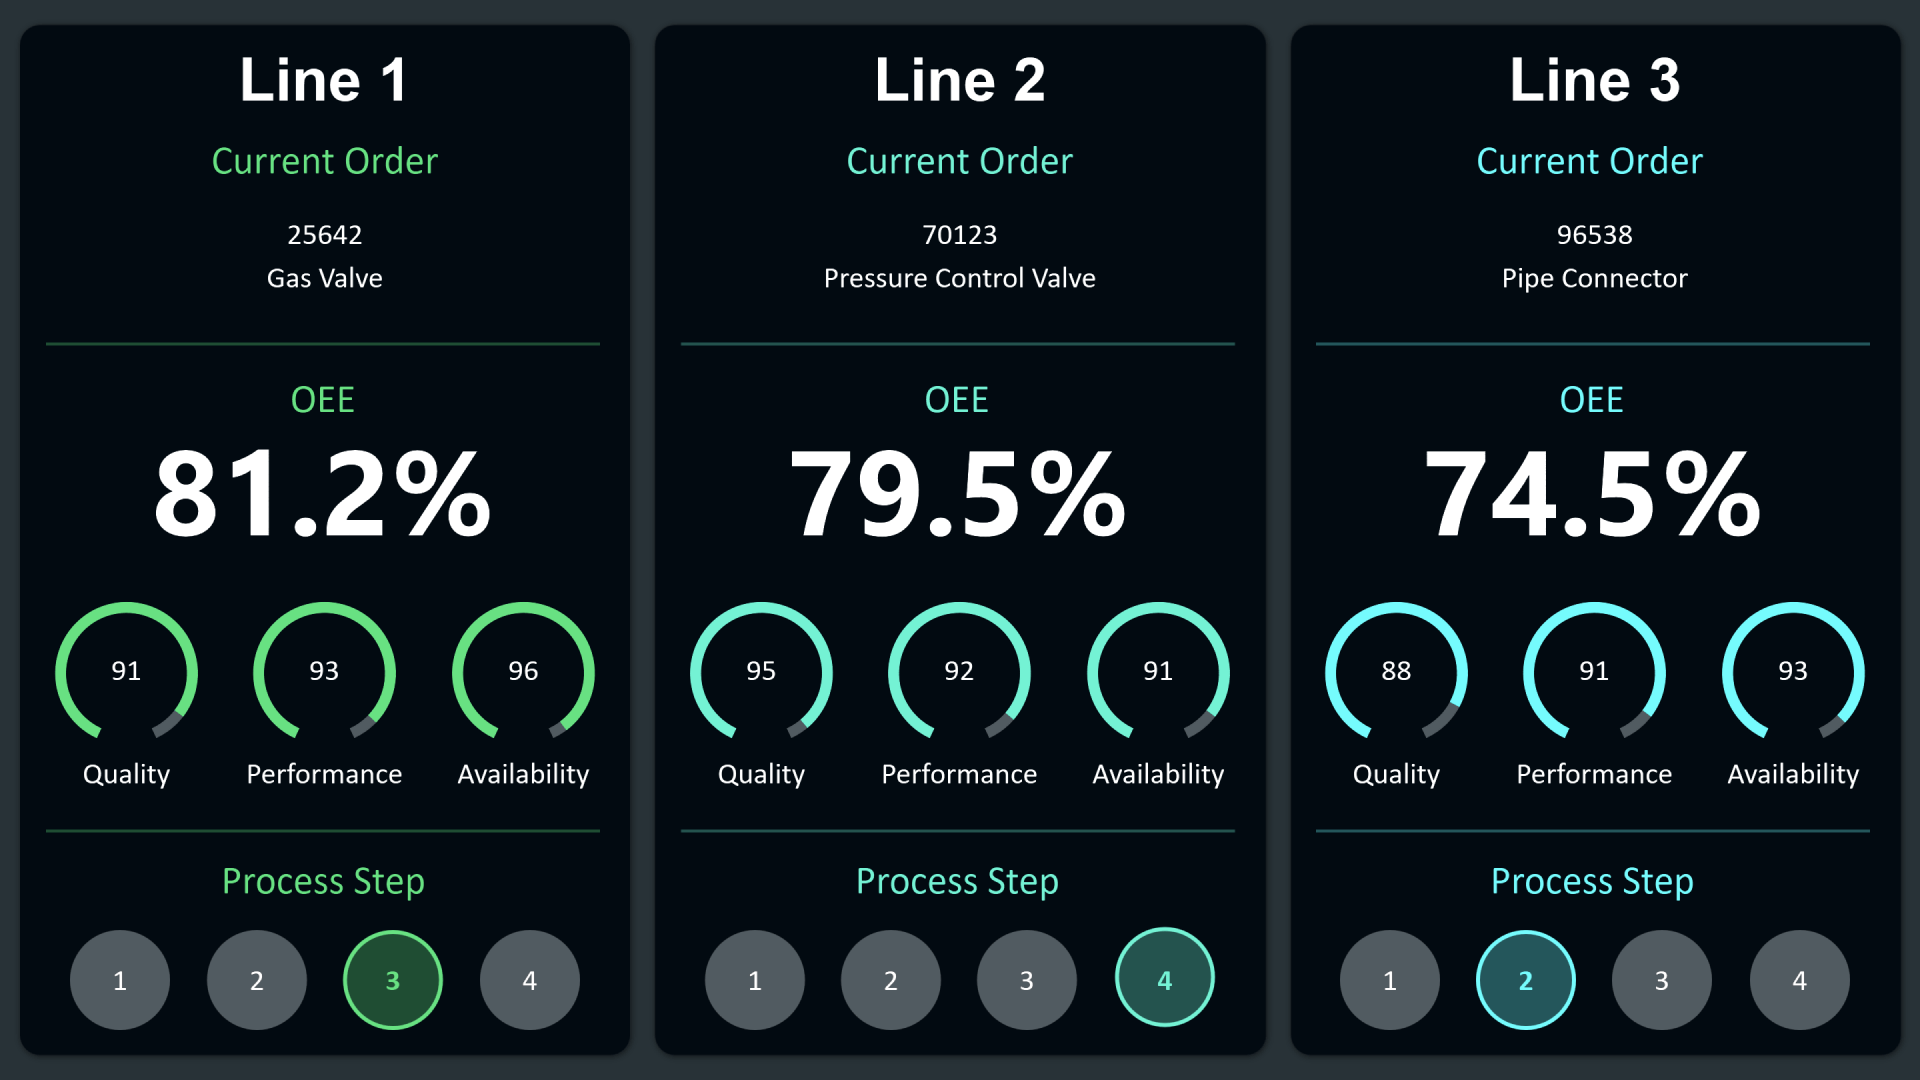 Line 1
Current Order
25642
Gas Valve
OEE
81.2%
91
93
96
Quality
Performance
Availability
Process Step
1
2
3
4
Line 2
Current Order
70123
Pressure Control Valve
OEE
79.5%
95
92
91
Quality
Performance
Availability
Process Step
1
2
3
4
Line 3
Current Order
96538
Pipe Connector
OEE
74.5%
88
91
93
Quality
Performance
Availability
Process Step
1
2
3
4